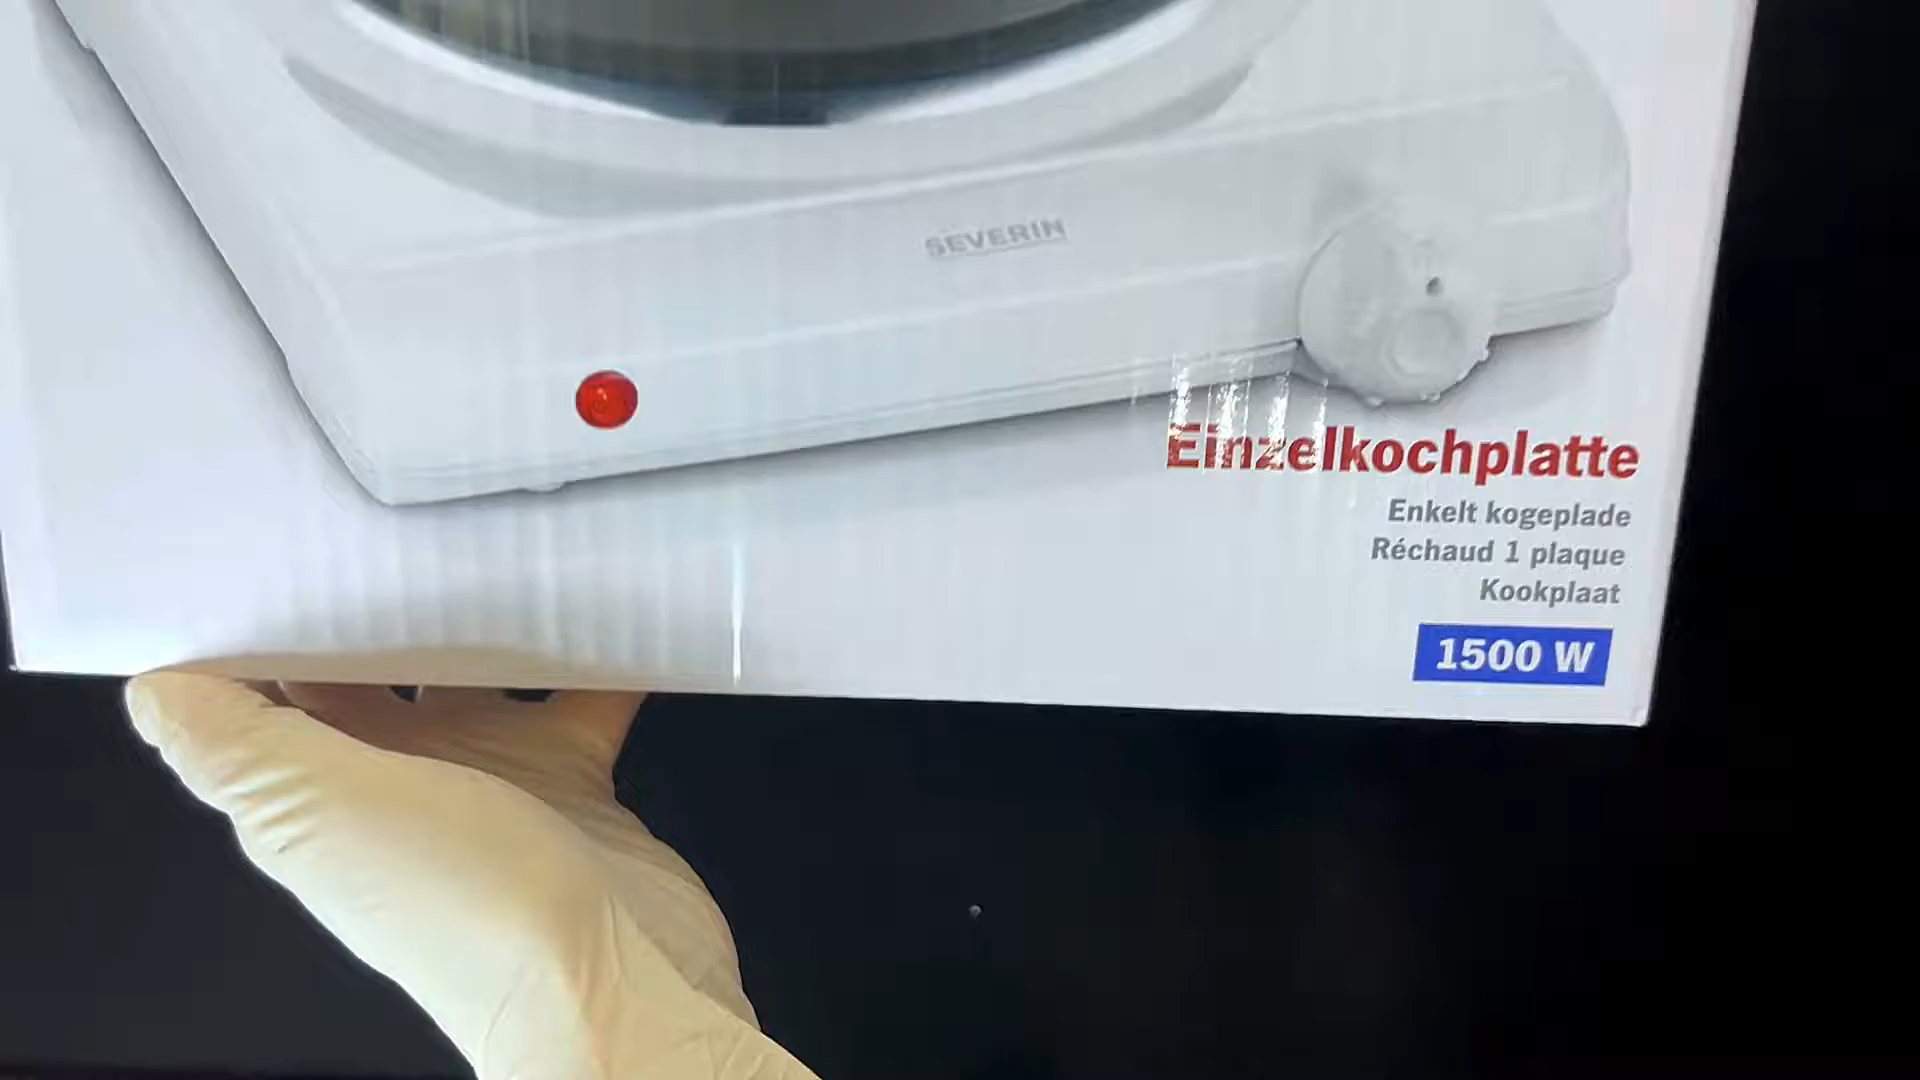 SEVERIN
Einzelkochplatte
Enkelt kogeplade
Réchaud 1 plaque
Kookplaat
1500 W